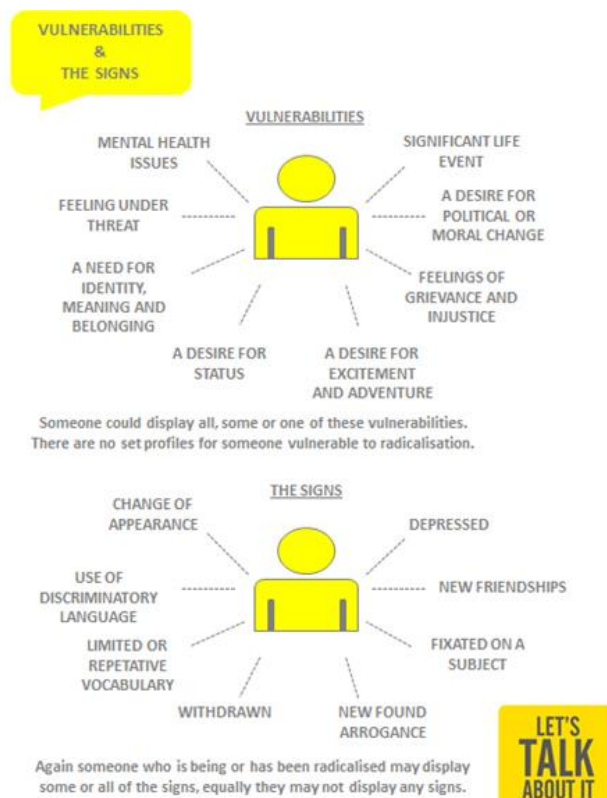 VULNERABILITIES
&
THE SIGNS
VULNERABILITIES
MENTAL HEALTH
ISSUES
SIGNIFICANT LIFE
EVENT
FEELING UNDER
THREAT
A DESIRE FOR
POLITICAL OR
MORAL CHANGE
A NEED FOR
IDENTITY,
MEANING AND
BELONGING
FEELINGS OF
GRIEVANCE AND
INJUSTICE
A DESIRE FOR
STATUS
A DESIRE FOR
EXCITEMENT
AND ADVENTURE
Someone could display all, some or one of these vulnerabilities.
There are no set profiles for someone vulnerable to radicalisation.
THE SIGNS
CHANGE OF
APPEARANCE
DEPRESSED
USE OF
DISCRIMINATORY
LANGUAGE
NEW FRIENDSHIPS
LIMITED OR
REPETATIVE
VOCABULARY
FIXATED ON A
SUBJECT
WITHDRAWN
NEW FOUND
ARROGANCE
Again someone who is being or has been radicalised may display
some or all of the signs, equally they may not display any signs.
LET'S
TALK
ABOUT IT